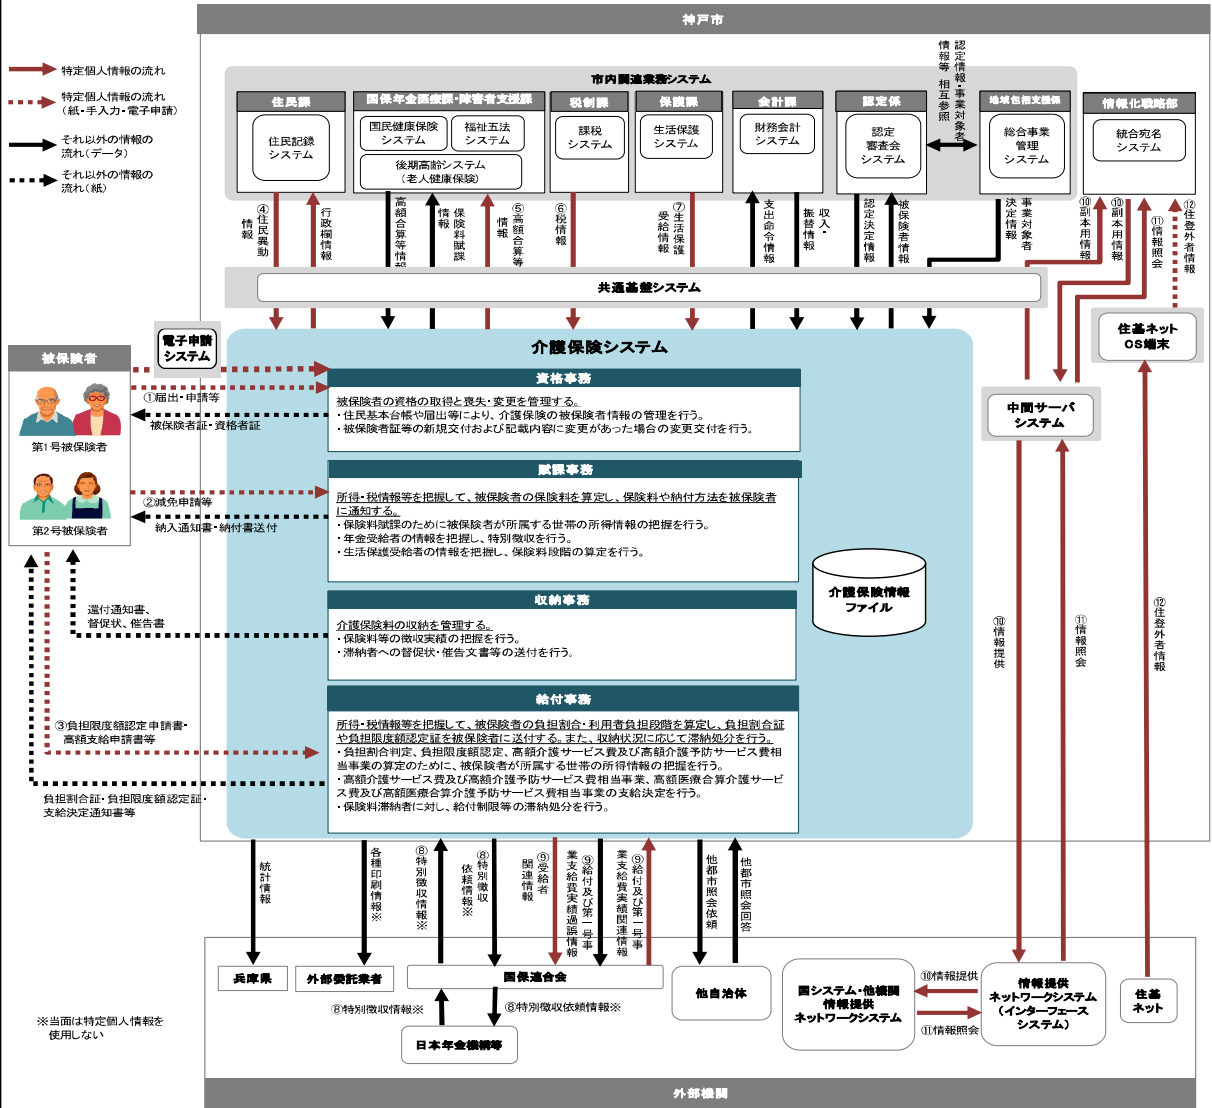 神戸市
特定個人情報の流れ
特定個人情報の流れ
(紙・手入力・電子申請)
それ以外の情報の
流れ(データ)
それ以外の情報の
流れ(紙)
市内関連業務システム
住民課
住民記録
システム
国保年金医療課・障害者支援課
国民健康保険
システム
福祉五法
システム
後期高齢システム
(老人健康保険)
税制課
課税
システム
保護課
生活保護
システム
会計課
財務会計
システム
認定係
認定
審査会
システム
認定情報・事業対象者
情報等 相互参照
地域包括支援係
総合事業
管理
システム
情報化戦略部
統合宛名
システム
④住民異動
情報
行政欄情報
高額合算等情報
保険料賦課
情報
⑤高額合算等
情報
⑥税情報
⑦生活保護
受給情報
支出命令情報
収入・
振替情報
認定決定情報
被保険者情報
事業対象者
決定情報
⑩副本用情報
⑩副本用情報
⑪情報照会
⑫住登外者情報
共通基盤システム
電子申請
システム
住基ネット
CS端末
中間サーバ
システム
被保険者
第1号被保険者
第2号被保険者
①届出・申請等
被保険者証・資格者証
②減免申請等
納入通知書・納付書送付
還付通知書、
督促状、催告書
③負担限度額認定申請書・
高額支給申請書等
負担割合証・負担限度額認定証・
支給決定通知書等
介護保険システム
資格事務
被保険者の資格の取得と喪失・変更を管理する。
・住民基本台帳や届出等により、介護保険の被保険者情報の管理を行う。
・被保険者証等の新規交付および記載内容に変更があった場合の変更交付を行う。
賦課事務
所得・税情報等を把握して、被保険者の保険料を算定し、保険料や納付方法を被保険者
に通知する。
・保険料賦課のために被保険者が所属する世帯の所得情報の把握を行う。
・年金受給者の情報を把握し、特別徴収を行う。
・生活保護受給者の情報を把握し、保険料段階の算定を行う。
収納事務
介護保険料の収納を管理する。
・保険料等の徴収実績の把握を行う。
・滞納者への督促状・催告文書等の送付を行う。
給付事務
所得・税情報等を把握して、被保険者の負担割合・利用者負担段階を算定し、負担割合証
や負担限度額認定証を被保険者に送付する。また、収納状況に応じて滞納処分を行う。
・負担割合判定、負担限度額認定、高額介護サービス費及び高額介護予防サービス費相
当事業の算定のために、被保険者が所属する世帯の所得情報の把握を行う。
・高額介護サービス費及び高額介護予防サービス費相当事業、高額医療合算介護サービ
ス費及び高額医療合算介護予防サービス費相当事業の支給決定を行う。
・保険料滞納者に対し、給付制限等の滞納処分を行う。
介護保険情報
ファイル
⑩情報提供
⑪情報照会
⑫住登外者情報
統計情報
各種印刷情報※
⑧特別徴収情報※
⑧特別徴収
依頼情報※
⑨受給者
関連情報
⑨給付及び第一号事
業支給費実績過誤情報
⑨給付及び第一号事
業支給費実績関連情報
他都市照会依頼
他都市照会回答
兵庫県
外部委託業者
国保連合会
⑧特別徴収情報※
⑧特別徴収依頼情報※
日本年金機構等
他自治体
国システム・他機関
情報提供
ネットワークシステム
⑩情報提供
⑪情報照会
情報提供
ネットワークシステム
(インターフェース
システム)
住基
ネット
※当面は特定個人情報を
使用しない
外部機関